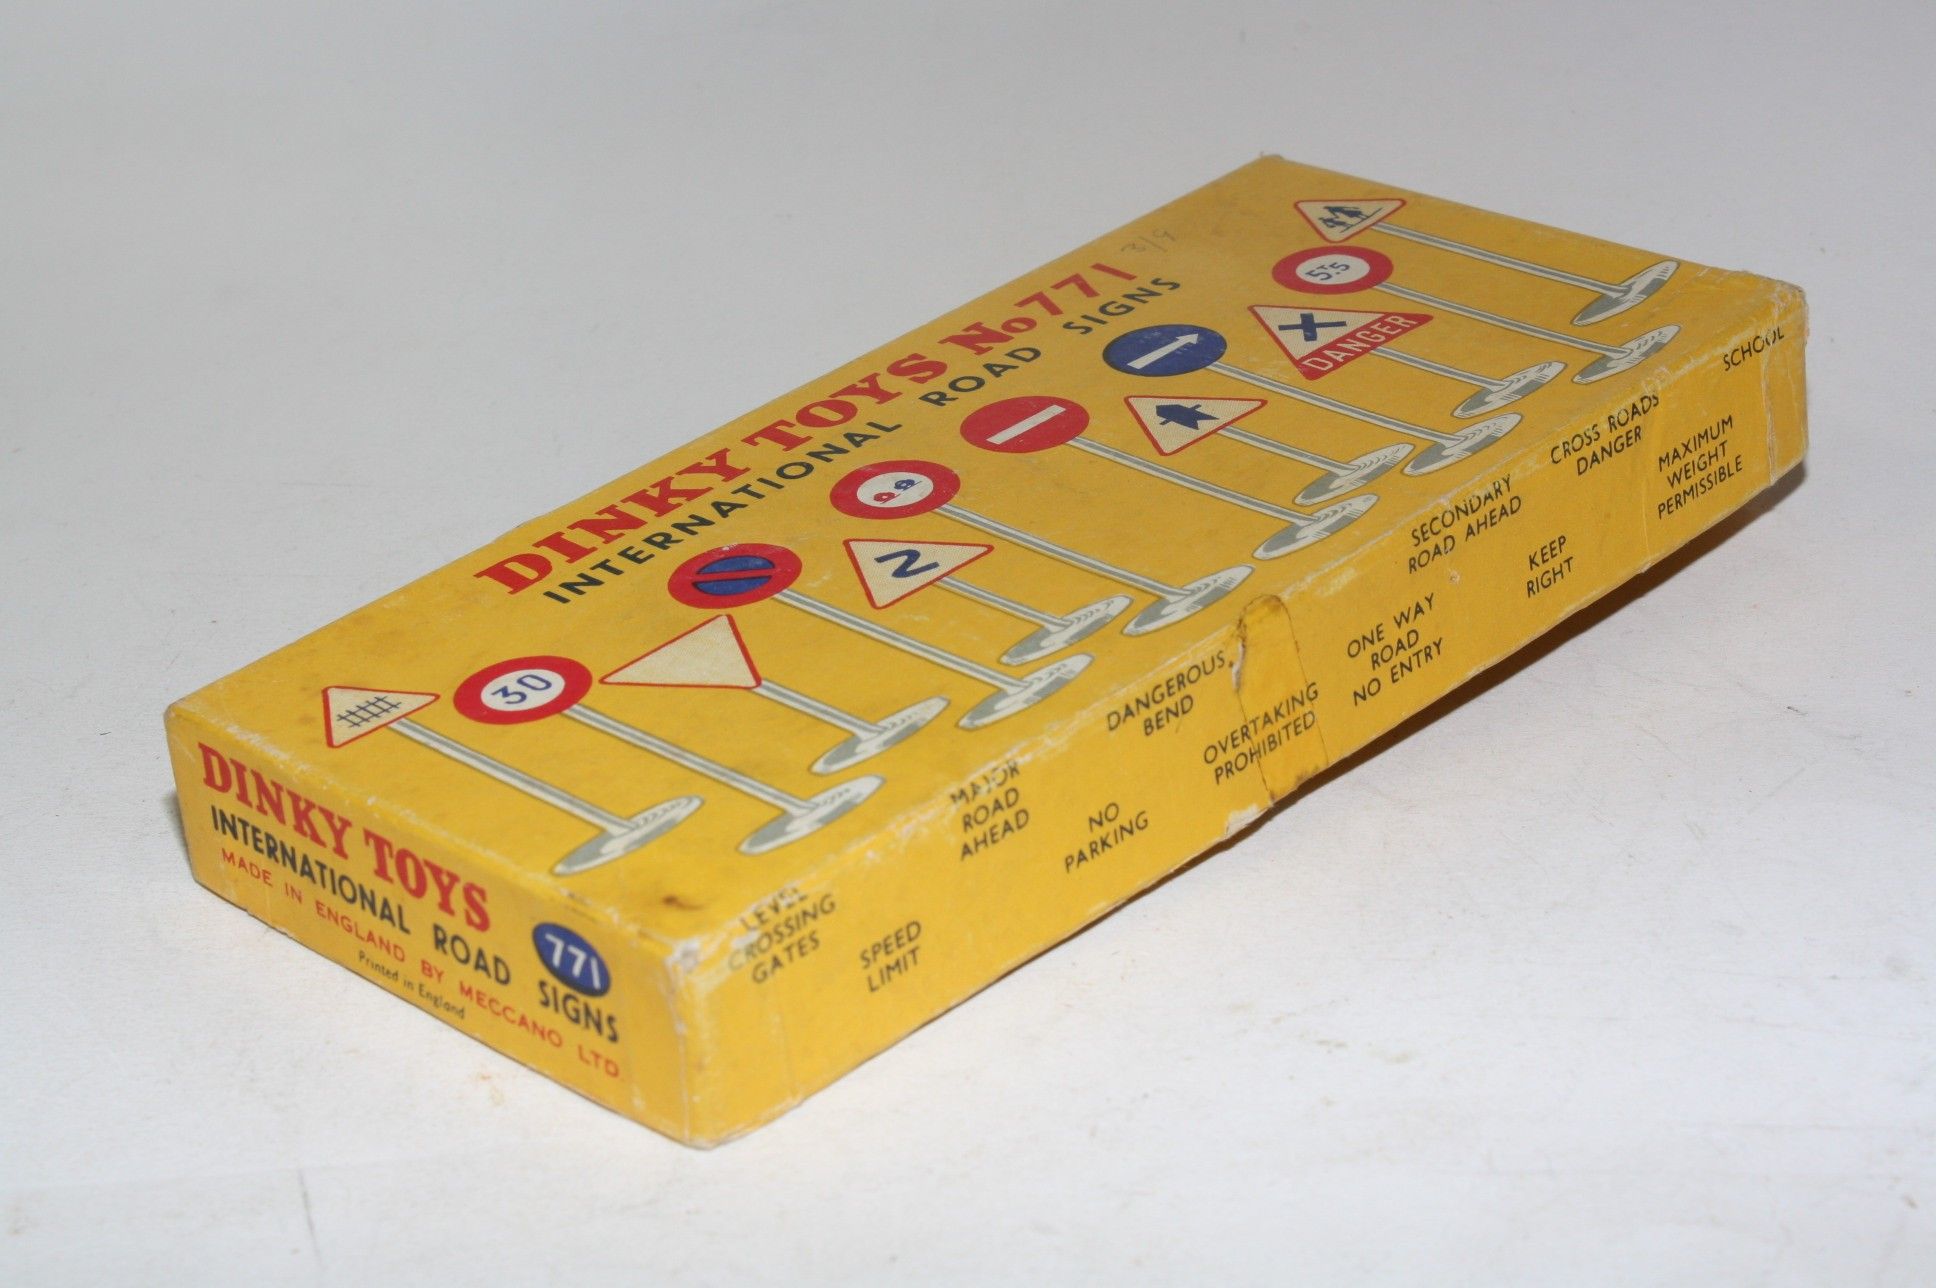 DINKY TOYS No 771
INTERNATIONAL ROAD SIGNS
30
5T5
DANGER
DINKY TOYS
INTERNATIONAL ROAD SIGNS
771
MADE IN ENGLAND BY MECCANO LTD.
Printed in England
LEVEL
CROSSING
GATES
SPEED
LIMIT
MAJOR
ROAD
AHEAD
NO
PARKING
DANGEROUS
BEND
OVERTAKING
PROHIBITED
ONE WAY
ROAD
NO ENTRY
SECONDARY
ROAD AHEAD
KEEP
RIGHT
CROSS ROADS
DANGER
MAXIMUM
WEIGHT
PERMISSIBLE
SCHOOL